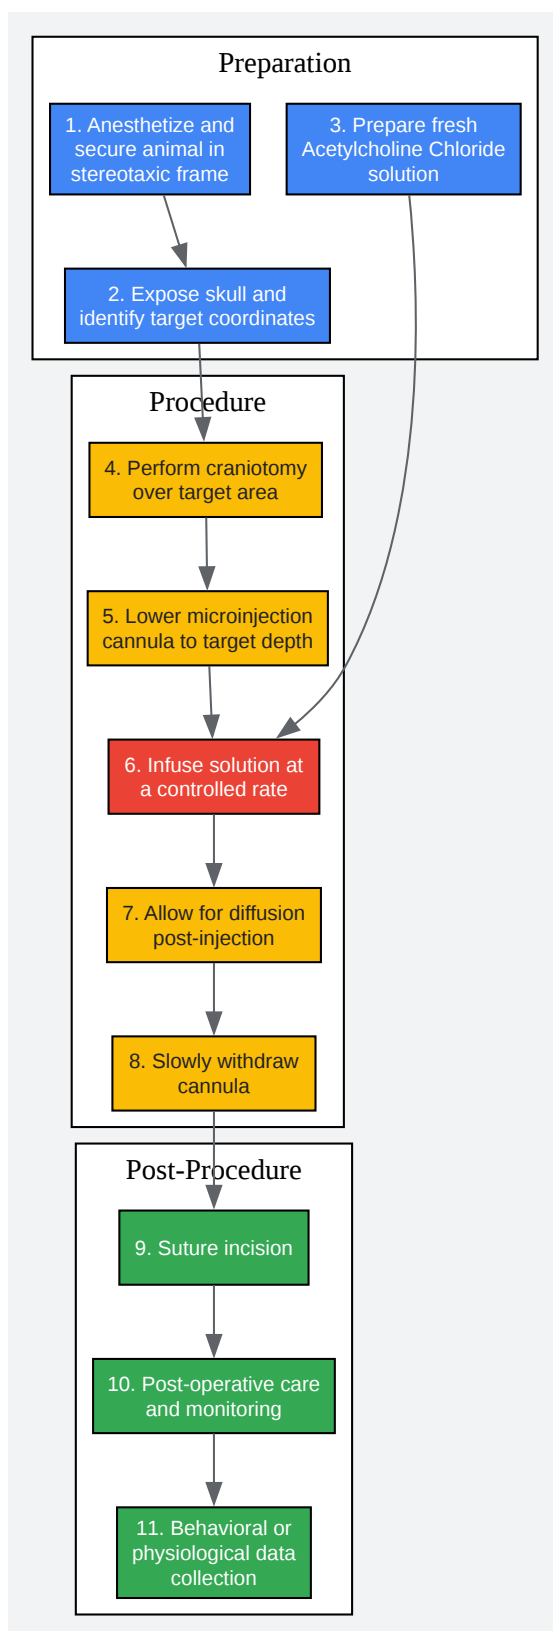 Preparation
1. Anesthetize and
secure animal in
stereotaxic frame
3. Prepare fresh
Acetylcholine Chloride
solution
2. Expose skull and
identify target coordinates
Procedure
4. Perform craniotomy
over target area
5. Lower microinjection
cannula to target depth
6. Infuse solution at
a controlled rate
7. Allow for diffusion
post-injection
8. Slowly withdraw
cannula
Post-Procedure
9. Suture incision
10. Post-operative care
and monitoring
11. Behavioral or
physiological data
collection